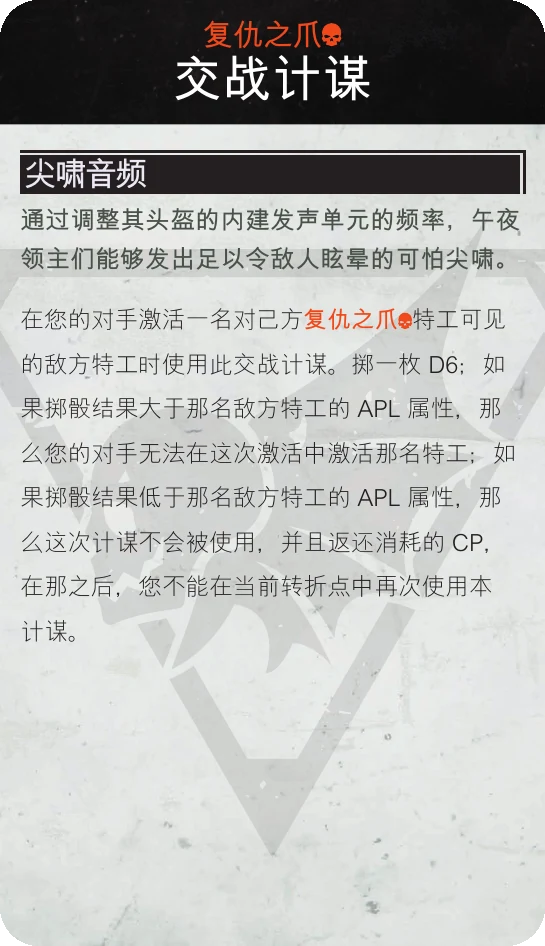 复仇之爪
交战计谋
尖啸音频
通过调整其头盔的内建发声单元的频率，午夜
领主们能够发出足以令敌人眩晕的可怕尖啸。
在您的对手激活一名对己方复仇之爪特工可见
的敌方特工时使用此交战计谋。掷一枚 D6；如
果掷骰结果大于那名敌方特工的 APL 属性，那
么您的对手无法在这次激活中激活那名特工；如
果掷骰结果低于那名敌方特工的 APL 属性，那
么这次计谋不会被使用，并且返还消耗的 CP，
在那之后，您不能在当前转折点中再次使用本
计谋。